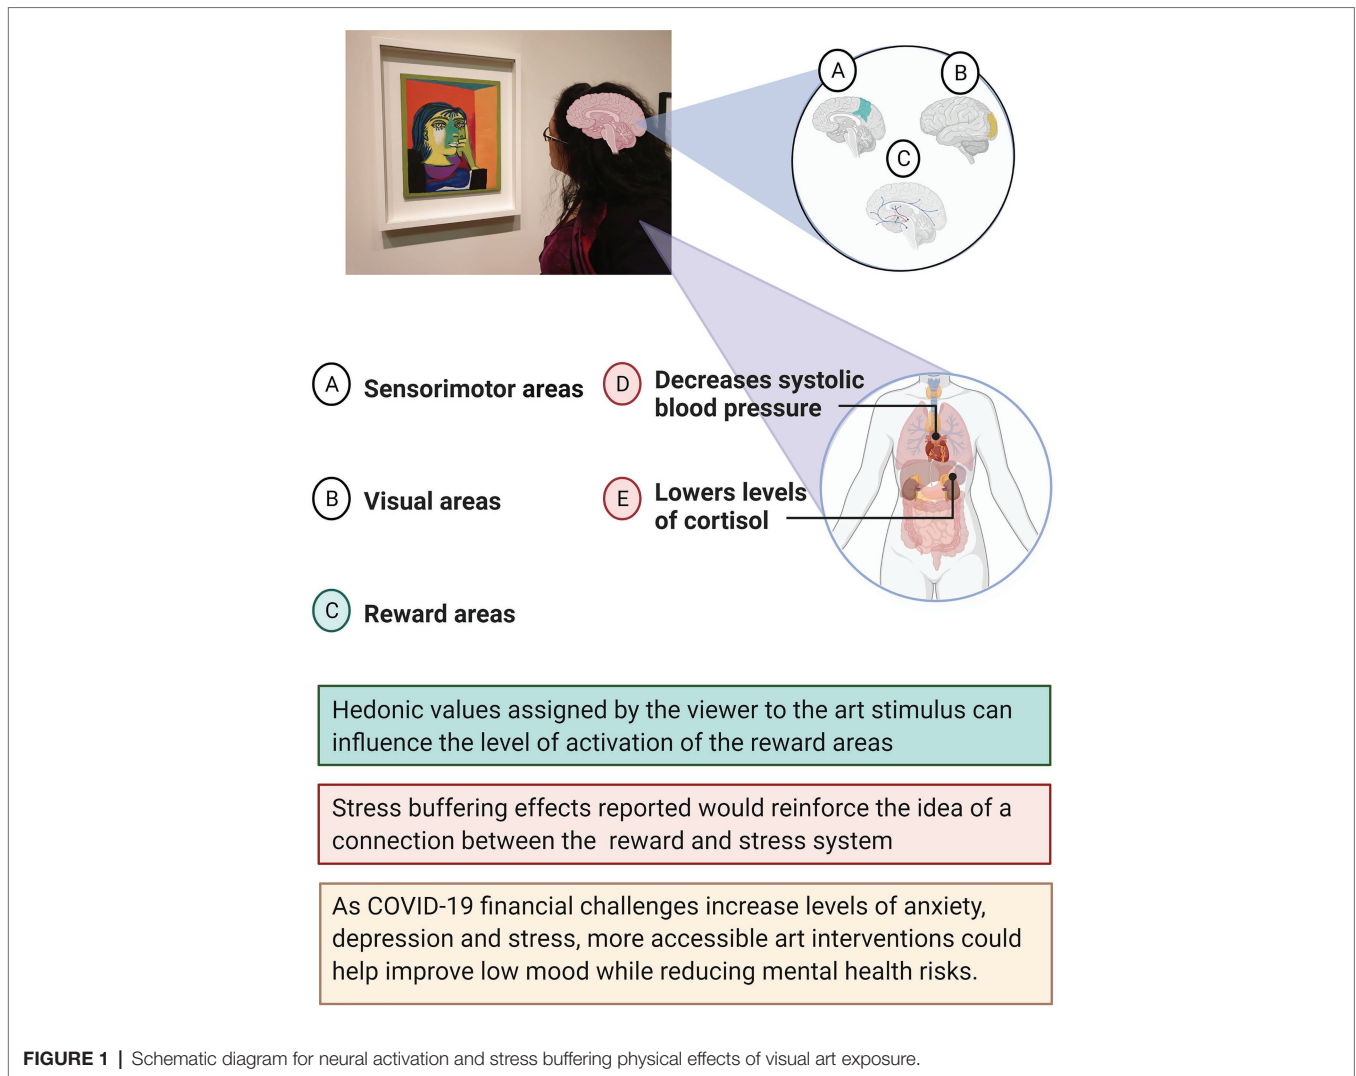 A
B
C
A Sensorimotor areas
D Decreases systolic
blood pressure
B Visual areas
E Lowers levels
of cortisol
C Reward areas
Hedonic values assigned by the viewer to the art stimulus can
influence the level of activation of the reward areas
Stress buffering effects reported would reinforce the idea of a
connection between the reward and stress system
As COVID-19 financial challenges increase levels of anxiety,
depression and stress, more accessible art interventions could
help improve low mood while reducing mental health risks.
FIGURE 1 | Schematic diagram for neural activation and stress buffering physical effects of visual art exposure.